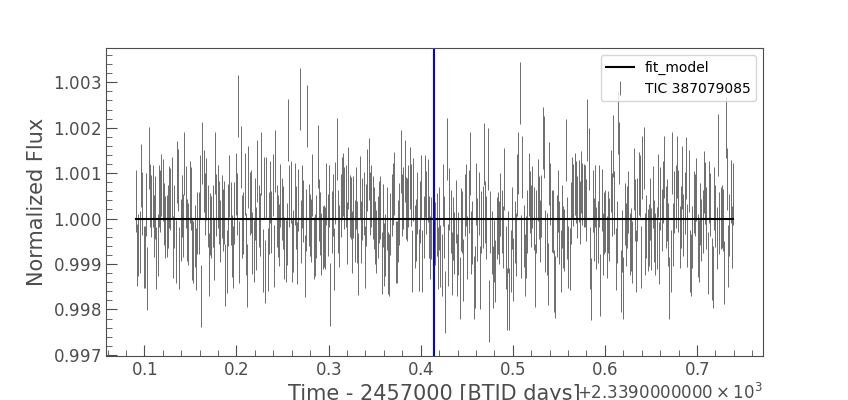 fit_model
TIC 387079085
Normalized Flux
1.003
1.002
1.001
1.000
0.999
0.998
0.997
0.1
0.2
0.3
0.4
0.5
0.6
0.7
Time - 2457000 [BTJD days]
+2.3390000000 × 10³